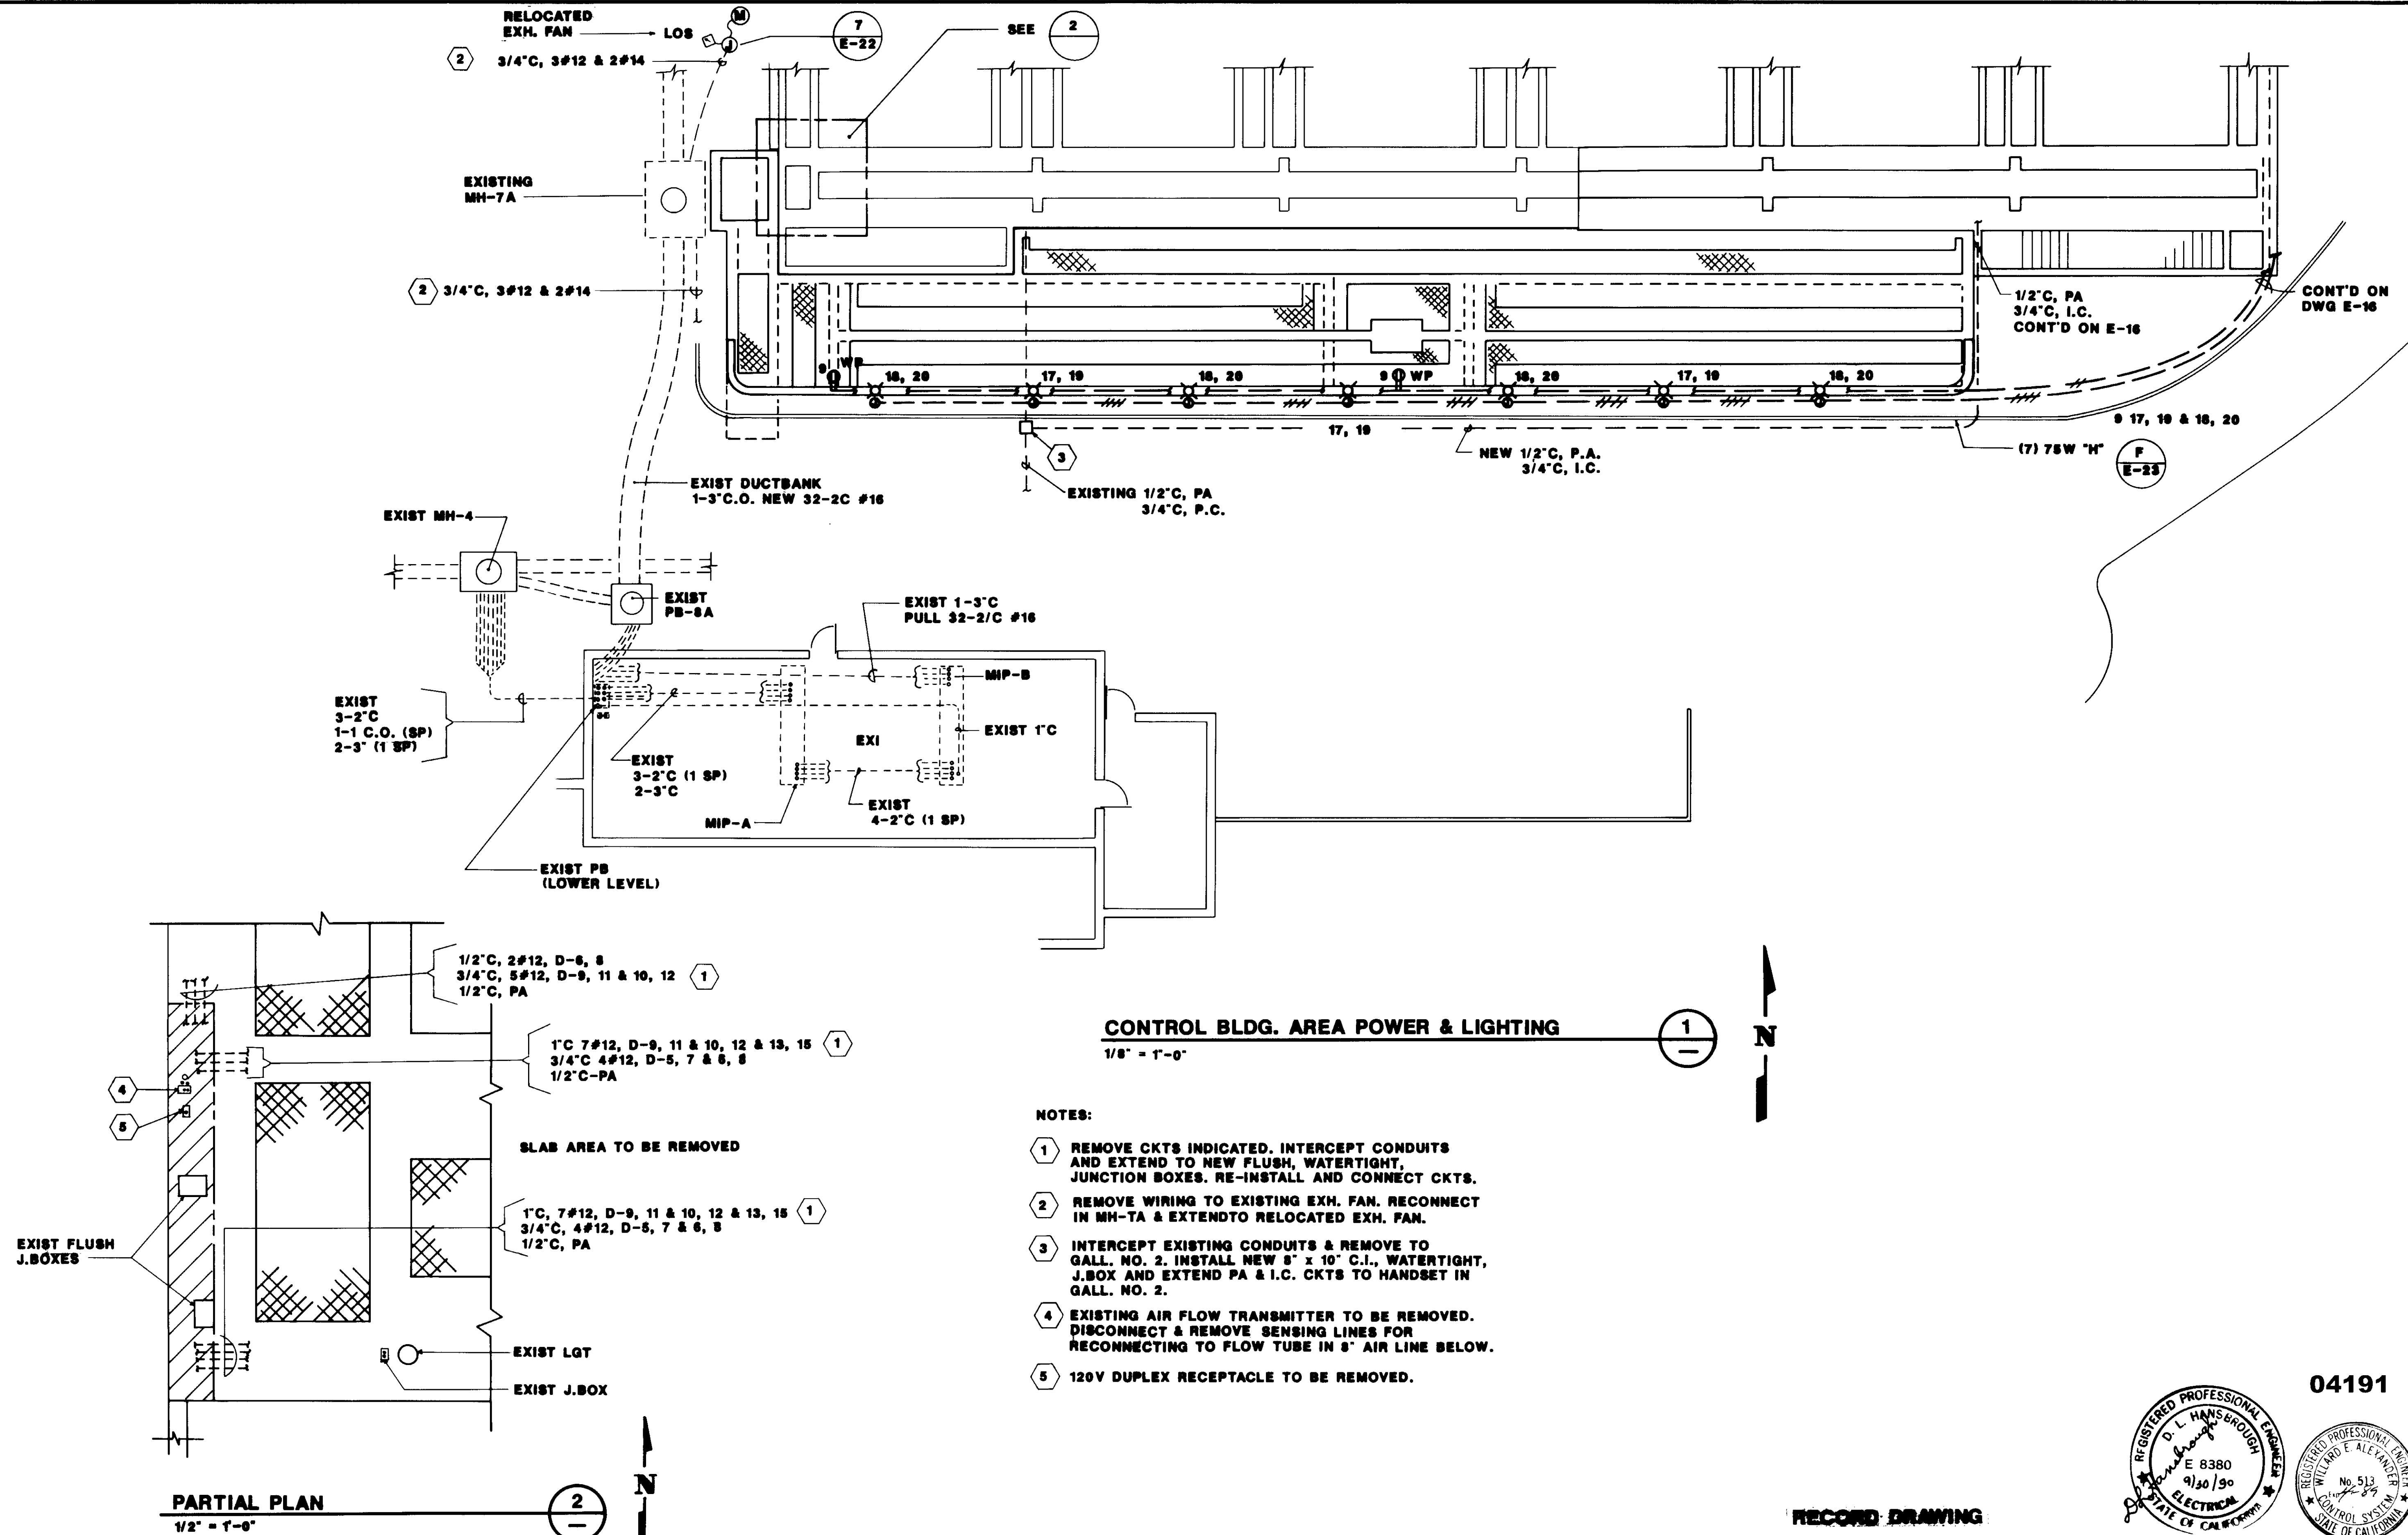 RELOCATED
EXH. FAN
LOS
M
J
7
E-22
SEE
2
2
3/4"C, 3#12 & 2#14
EXISTING
MH-7A
2
3/4"C, 3#12 & 2#14
1/2"C, PA
3/4"C, I.C.
CONT'D ON E-16
CONT'D ON
DWG E-16
9
WP
18, 20
17, 19
18, 20
9
WP
18, 20
17, 19
18, 20
9 17, 19 & 18, 20
17, 19
3
NEW 1/2"C, P.A.
3/4"C, I.C.
(7) 75W "H"
F
E-23
EXISTING 1/2"C, PA
3/4"C, P.C.
EXIST DUCTBANK
1-3"C.O. NEW 32-2C #16
EXIST MH-4
EXIST
PB-8A
EXIST 1-3"C
PULL 32-2/C #16
MIP-B
EXIST
3-2"C
1-1 C.O. (SP)
2-3" (1 SP)
EXI
EXIST 1"C
EXIST
3-2"C (1 SP)
2-3"C
EXIST
4-2"C (1 SP)
MIP-A
EXIST PB
(LOWER LEVEL)
1/2"C, 2#12, D-6, 8
3/4"C, 5#12, D-9, 11 & 10, 12
1/2"C, PA
1
1"C 7#12, D-9, 11 & 10, 12 & 13, 15
3/4"C 4#12, D-5, 7 & 6, 8
1/2"C-PA
1
4
5
SLAB AREA TO BE REMOVED
1"C, 7#12, D-9, 11 & 10, 12 & 13, 15
3/4"C, 4#12, D-5, 7 & 6, 8
1/2"C, PA
1
EXIST FLUSH
J.BOXES
EXIST LGT
EXIST J.BOX
PARTIAL PLAN
1/2" = 1'-0"
2
N
CONTROL BLDG. AREA POWER & LIGHTING
1/8" = 1'-0"
1
N
NOTES:
1 REMOVE CKTS INDICATED. INTERCEPT CONDUITS
AND EXTEND TO NEW FLUSH, WATERTIGHT,
JUNCTION BOXES. RE-INSTALL AND CONNECT CKTS.
2 REMOVE WIRING TO EXISTING EXH. FAN. RECONNECT
IN MH-TA & EXTENDTO RELOCATED EXH. FAN.
3 INTERCEPT EXISTING CONDUITS & REMOVE TO
GALL. NO. 2. INSTALL NEW 8" x 10" C.I., WATERTIGHT,
J.BOX AND EXTEND PA & I.C. CKTS TO HANDSET IN
GALL. NO. 2.
4 EXISTING AIR FLOW TRANSMITTER TO BE REMOVED.
DISCONNECT & REMOVE SENSING LINES FOR
RECONNECTING TO FLOW TUBE IN 8" AIR LINE BELOW.
5 120V DUPLEX RECEPTACLE TO BE REMOVED.
04191
REGISTERED PROFESSIONAL ENGINEER
D. L. HANSBROUGH
E 8380
9/30/90
ELECTRICAL
STATE OF CALIFORNIA
REGISTERED PROFESSIONAL ENGINEER
WILLARD E. ALEXANDER
No. 513
CONTROL SYSTEM
STATE OF CALIFORNIA
RECORD DRAWING